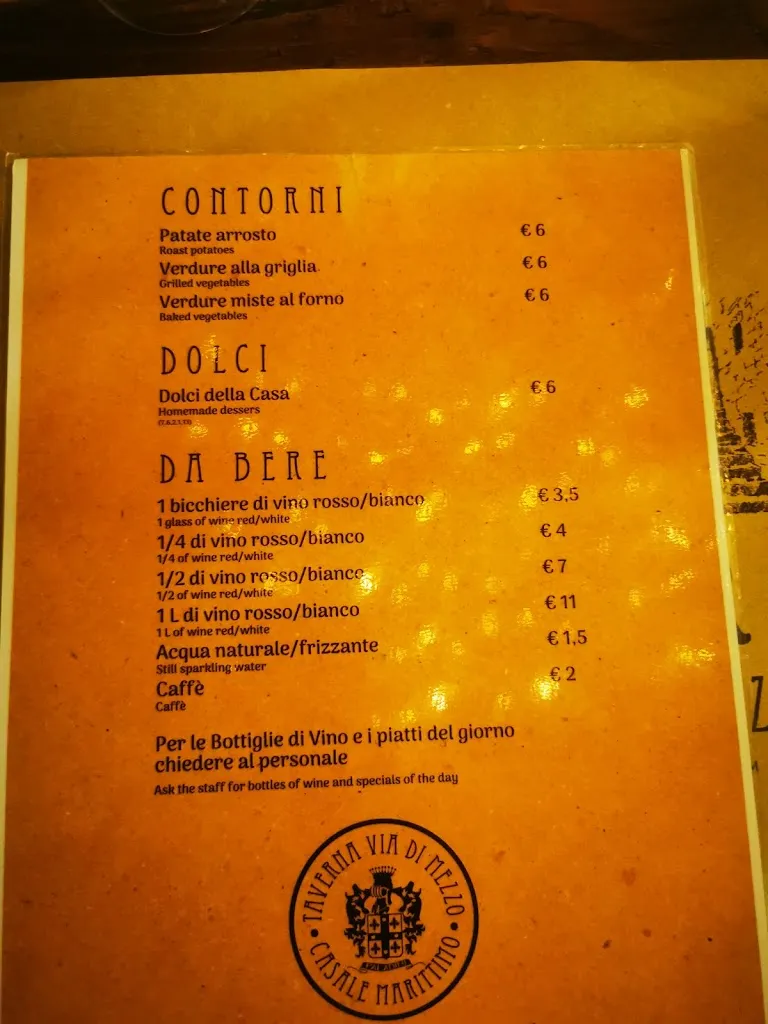 CONTORNI
Patate arrosto € 6
Roast potatoes
Verdure alla griglia € 6
Grilled vegetables
Verdure miste al forno € 6
Baked vegetables
DOLCI
Dolci della Casa € 6
Homemade dessers
DA BERE
1 bicchiere di vino rosso/bianco € 3,5
1 glass of wine red/white
1/4 di vino rosso/bianco € 4
1/4 of wine red/white
1/2 di vino rosso/bianco € 7
1/2 of wine red/white
1 L di vino rosso/bianco € 11
1 L of wine red/white
Acqua naturale/frizzante € 1,5
Still sparkling water
Caffè € 2
Caffè
Per le Bottiglie di Vino e i piatti del giorno
chiedere al personale
Ask the staff for bottles of wine and specials of the day
TAVERNA VIA DI MEZZO
CASALE MARITTIMO